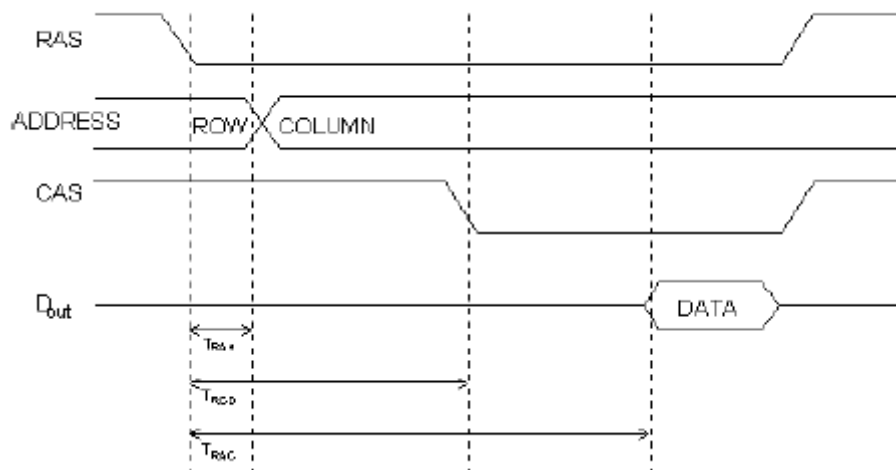 RAS
ADDRESS
ROW
COLUMN
CAS
Dout
DATA
TRCD
TRAC